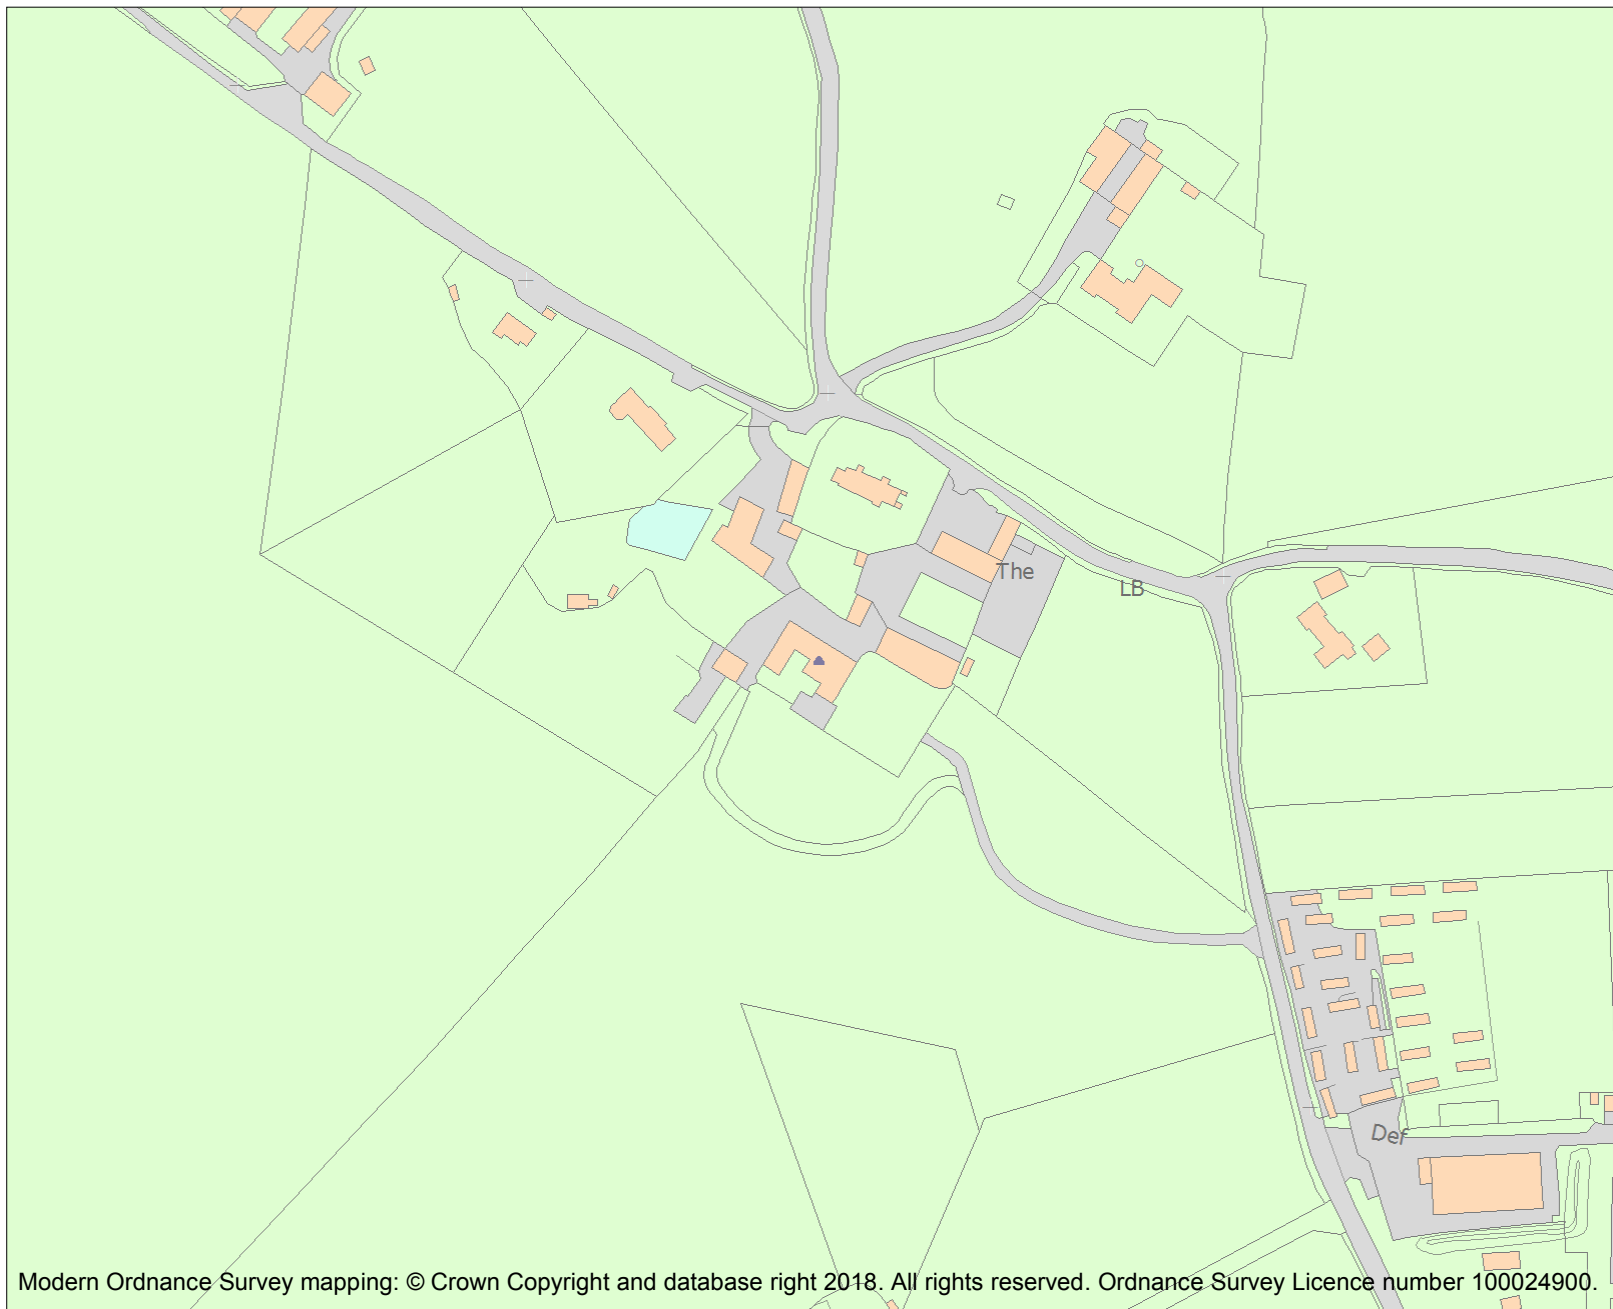 The
LB
Def
Modern Ordnance Survey mapping: © Crown Copyright and database right 2018. All rights reserved. Ordnance Survey Licence number 100024900.